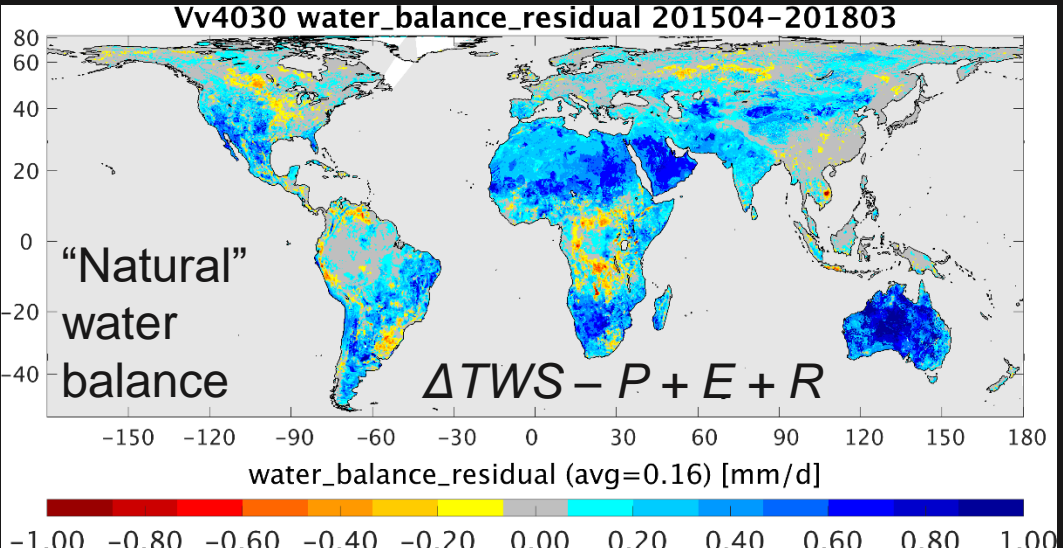 Vv4030 water_balance_residual 201504−201803
80
60
40
20
0
−20
−40
“Natural”
water
balance
ΔTWS – P + E + R
−150 −120 −90 −60 −30 0 30 60 90 120 150 180
water_balance_residual (avg=0.16) [mm/d]
−1.00 −0.80 −0.60 −0.40 −0.20 0.00 0.20 0.40 0.60 0.80 1.00